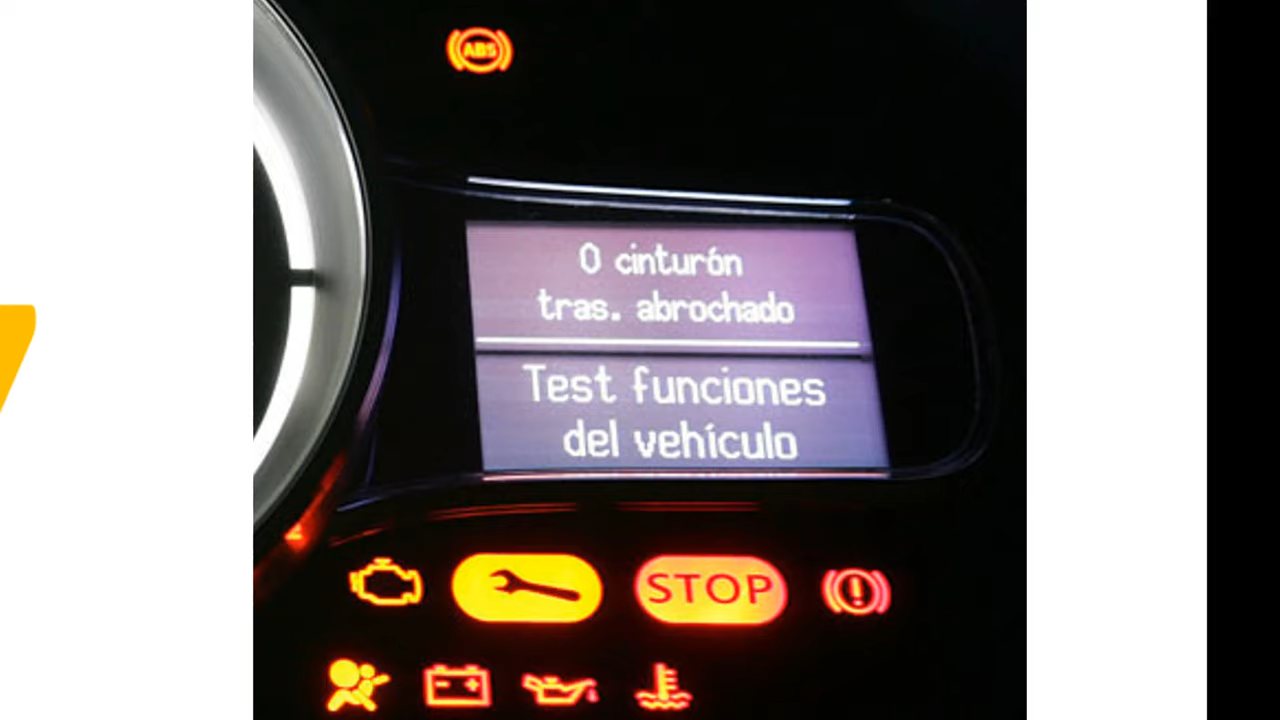 ABS
0 cinturón
tras. abrochado
Test funciones
del vehículo
STOP